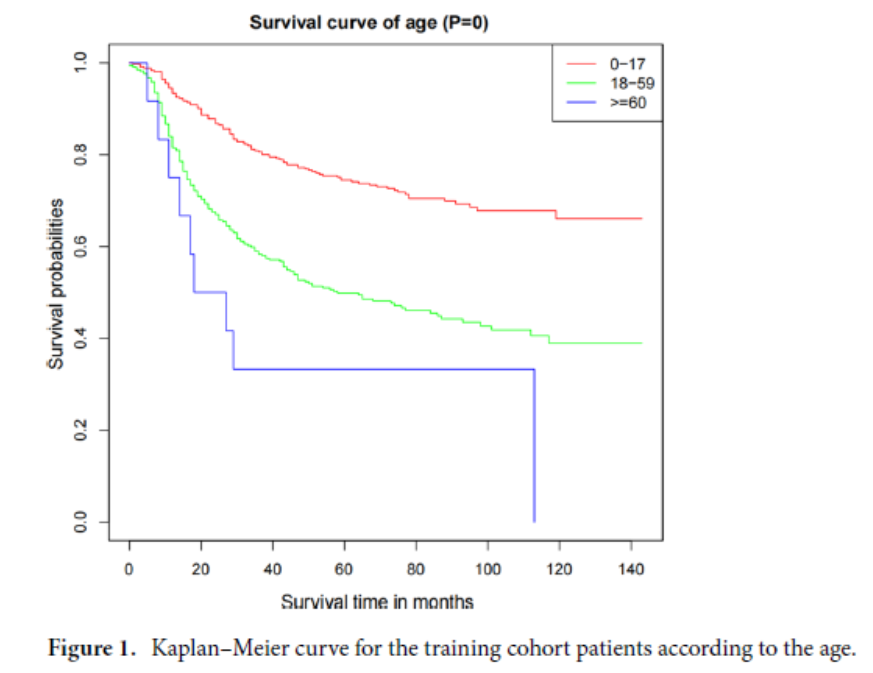 Survival curve of age (P=0)
0−17
18−59
>=60
Survival probabilities
1.0
0.8
0.6
0.4
0.2
0.0
0 20 40 60 80 100 120 140
Survival time in months
Figure 1. Kaplan–Meier curve for the training cohort patients according to the age.